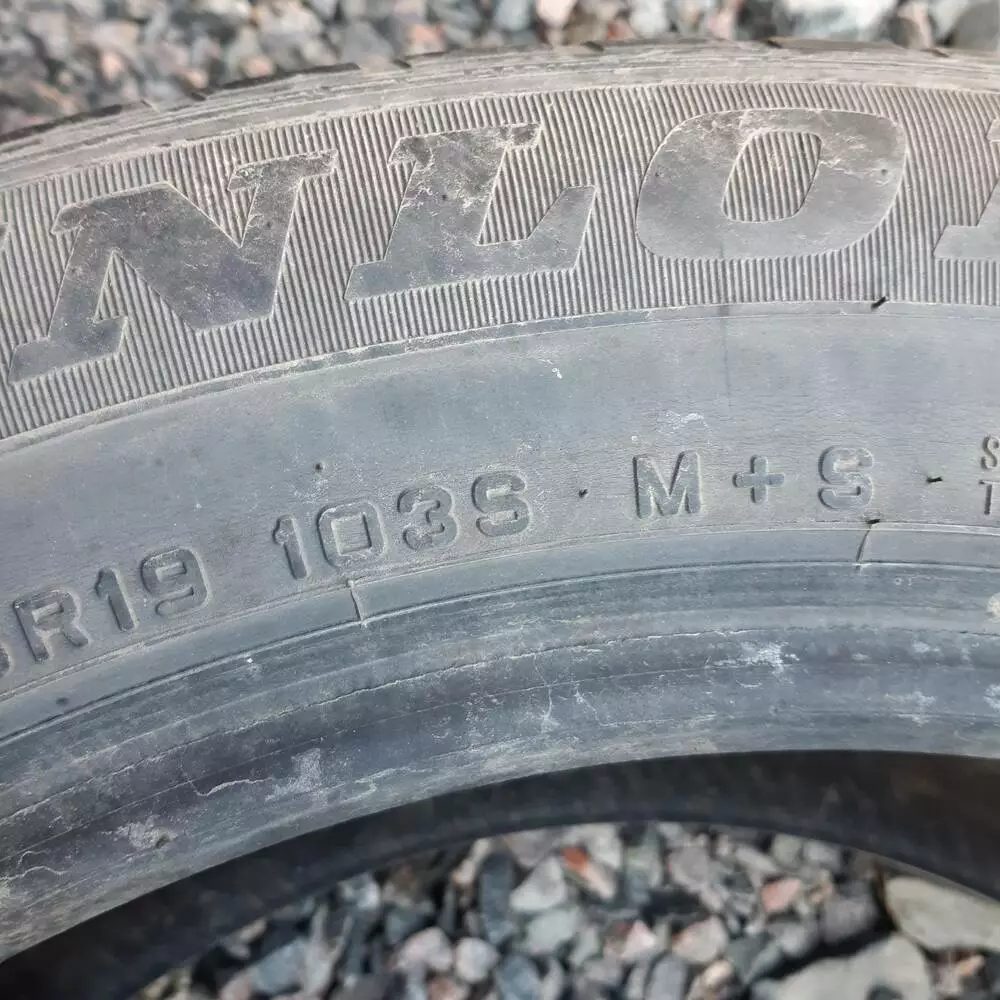 NLO
R19 103S · M+S ·